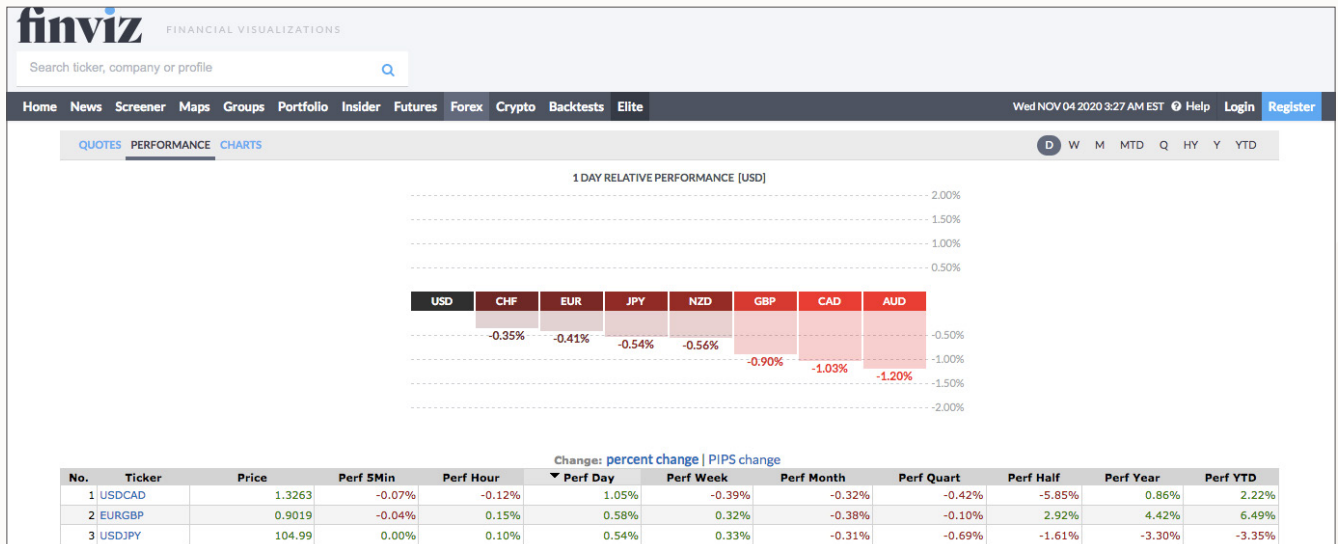 finviz FINANCIAL VISUALIZATIONS
Search ticker, company or profile
Home News Screener Maps Groups Portfolio Insider Futures Forex Crypto Backtests Elite Wed NOV 04 2020 3:27 AM EST ? Help Login Register
QUOTES PERFORMANCE CHARTS D W M MTD Q HY Y YTD
1 DAY RELATIVE PERFORMANCE [USD]
2.00%
1.50%
1.00%
0.50%
USD CHF EUR JPY NZD GBP CAD AUD
-0.35% -0.41% -0.54% -0.56% -0.50%
-0.90% -1.03% -1.00%
-1.20% -1.50%
-2.00%
Change: percent change | PIPS change
No. Ticker Price Perf 5Min Perf Hour Perf Day Perf Week Perf Month Perf Quart Perf Half Perf Year Perf YTD
1 USDCAD 1.3263 -0.07% -0.12% 1.05% -0.39% -0.32% -0.42% -5.85% 0.86% 2.22%
2 EURGBP 0.9019 -0.04% 0.15% 0.58% 0.32% -0.38% -0.10% 2.92% 4.42% 6.49%
3 USDJPY 104.99 0.00% 0.10% 0.54% 0.33% -0.31% -0.69% -1.61% -3.30% -3.35%